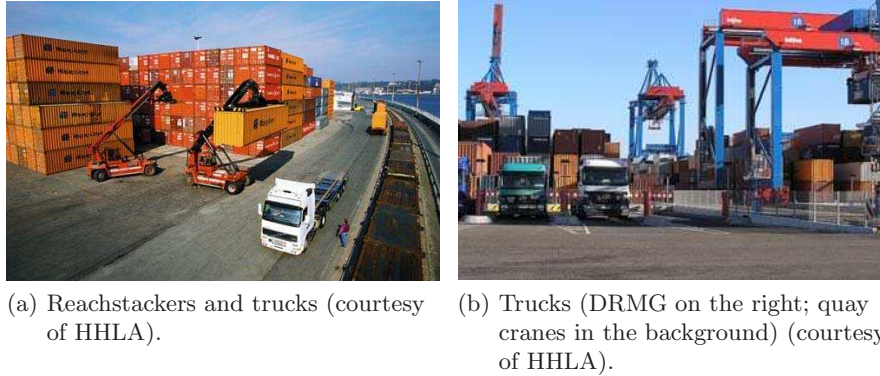 (a) Reachstackers and trucks (courtesy
of HHLA).
(b) Trucks (DRMG on the right; quay
cranes in the background) (courtesy
of HHLA).